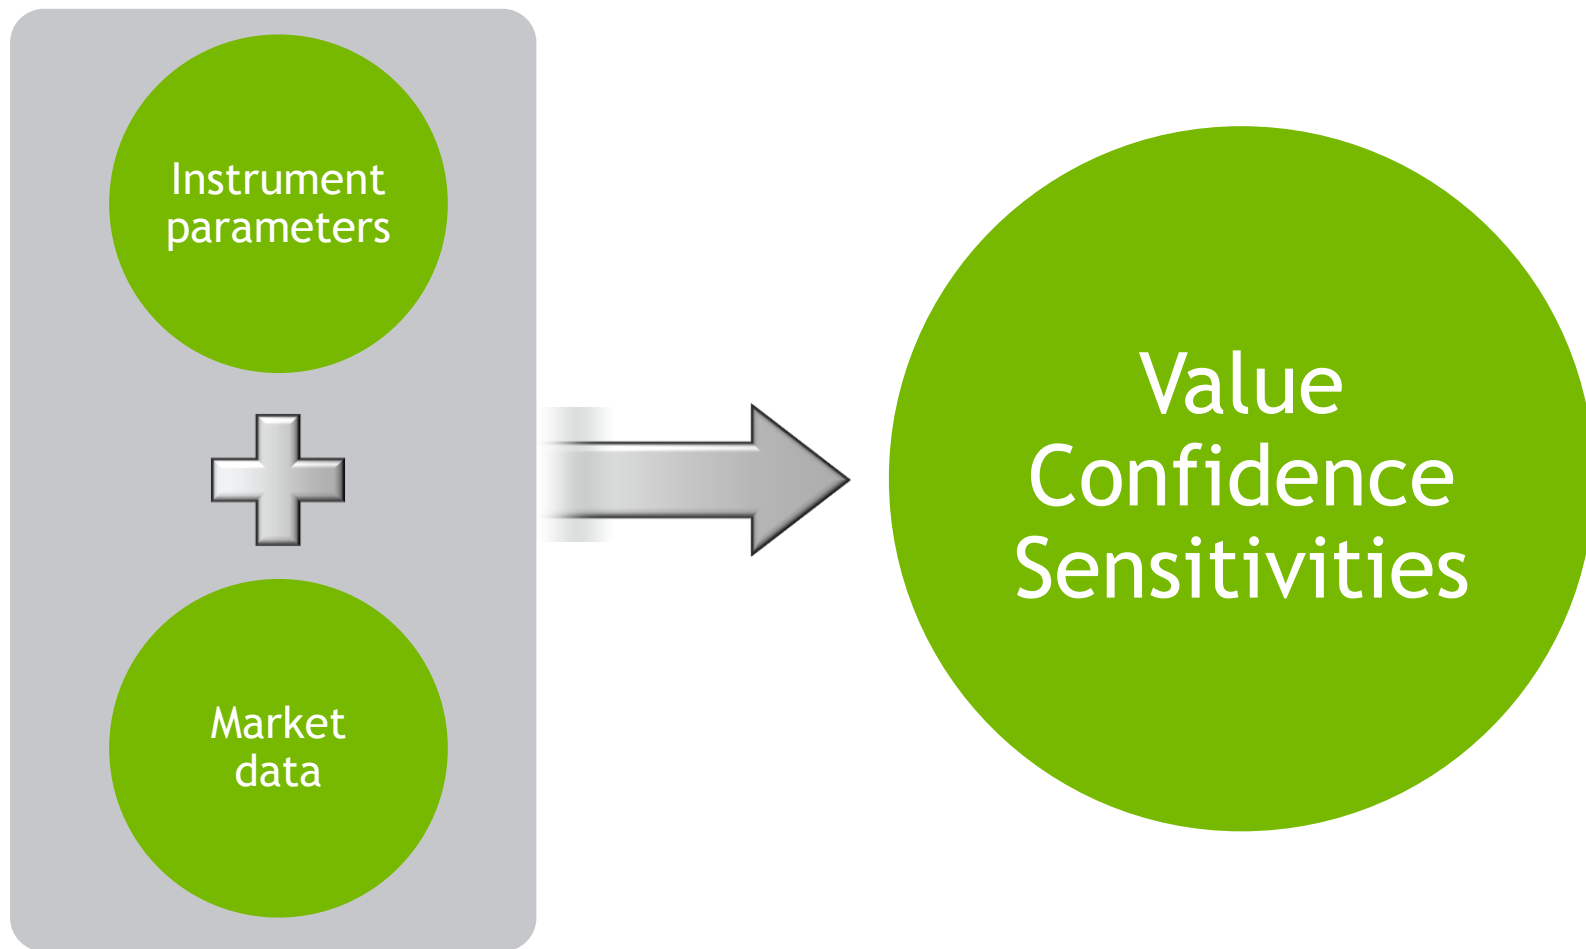 Instrument
parameters
Market
data
Value
Confidence
Sensitivities